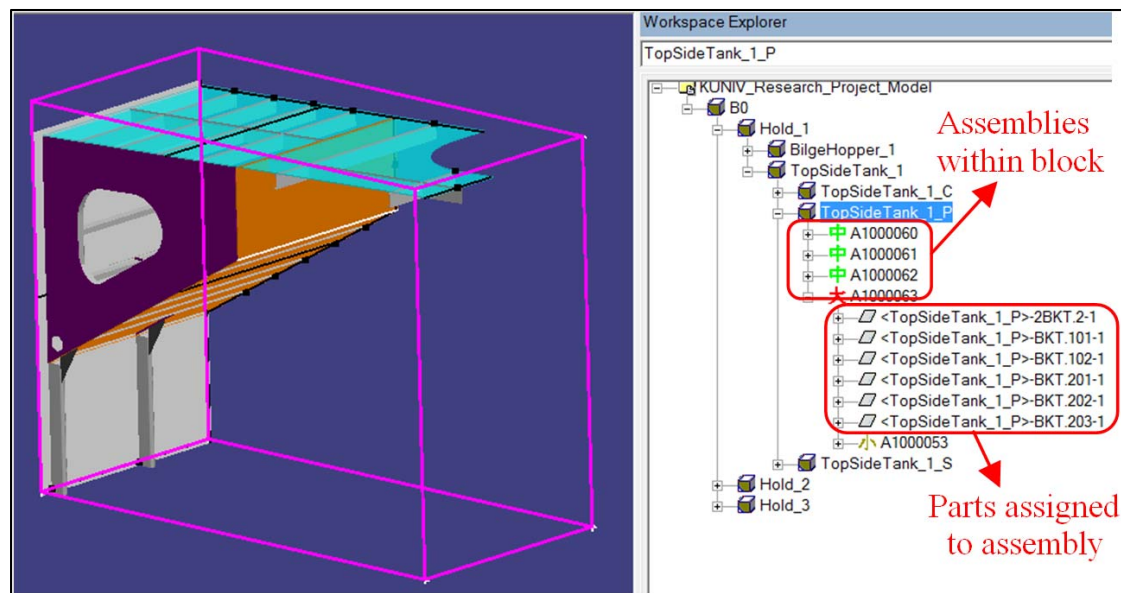 Workspace Explorer
TopSideTank_1_P
KUNIV_Research_Project_Model
B0
Hold_1
BilgeHopper_1
TopSideTank_1
TopSideTank_1_C
TopSideTank_1_P
中 A1000060
中 A1000061
中 A1000062
大 A1000063
<TopSideTank_1_P>-2BKT.2-1
<TopSideTank_1_P>-BKT.101-1
<TopSideTank_1_P>-BKT.102-1
<TopSideTank_1_P>-BKT.201-1
<TopSideTank_1_P>-BKT.202-1
<TopSideTank_1_P>-BKT.203-1
小 A1000053
TopSideTank_1_S
Hold_2
Hold_3
Assemblies
within block
Parts assigned
to assembly